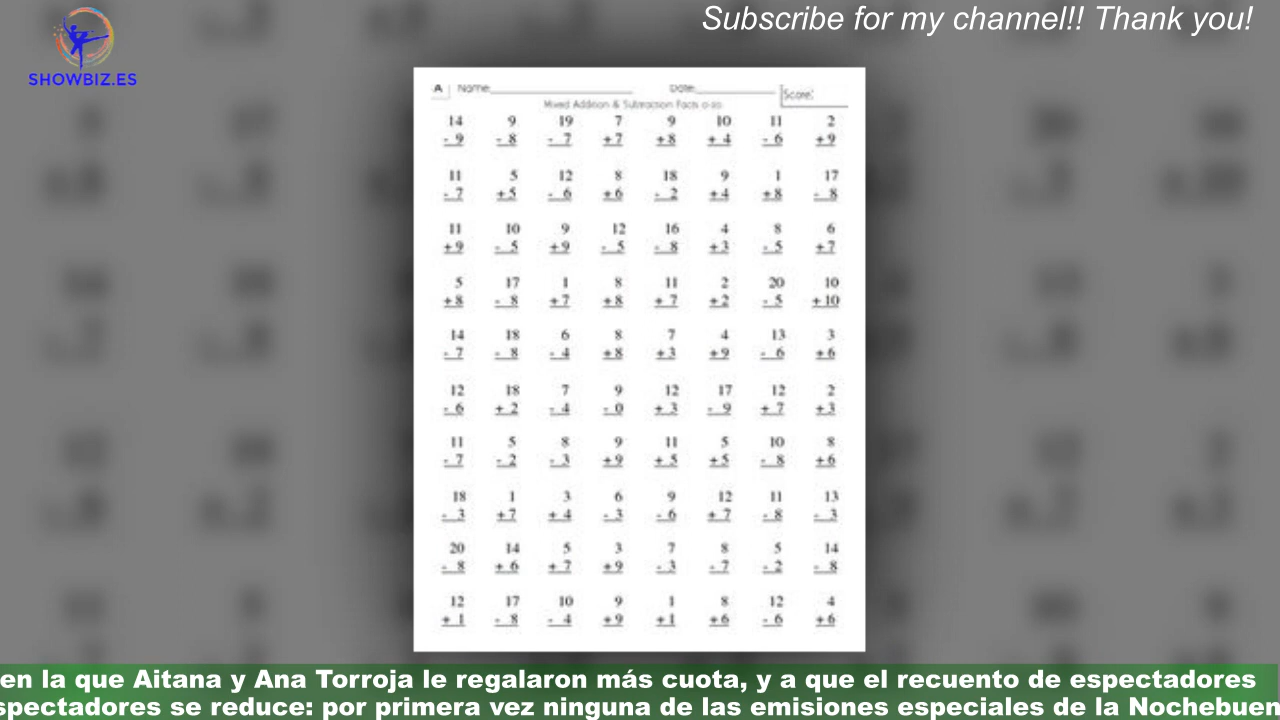 Subscribe for my channel!! Thank you!
SHOWBIZ.ES
A Name: Date: Score:
Mixed Addition & Subtraction Facts 0-20
14 9 19 7 9 10 11 2
- 9 - 8 - 7 +7 +8 + 4 - 6 +9
11 5 12 8 18 9 1 17
- 7 +5 - 6 +6 - 2 +4 +8 - 8
11 10 9 12 16 4 8 6
+9 - 5 +9 - 5 - 8 +3 - 5 +7
5 17 1 8 11 2 20 10
+8 - 8 +7 +8 + 7 +2 - 5 +10
14 18 6 8 7 4 13 3
- 7 - 8 - 4 +8 +3 +9 - 6 +6
12 18 7 9 12 17 12 2
- 6 + 2 - 4 - 0 + 3 - 9 + 7 +3
11 5 8 9 11 5 10 8
- 7 - 2 - 3 +9 + 5 +5 - 8 +6
18 1 3 6 9 12 11 13
- 3 +7 + 4 - 3 - 6 + 7 - 8 - 3
20 14 5 3 7 8 5 14
- 8 + 6 + 7 +9 - 3 - 7 - 2 - 8
12 17 10 9 1 8 12 4
+ 1 - 8 - 4 +9 +1 +6 - 6 +6
en la que Aitana y Ana Torroja le regalaron más cuota, y a que el recuento de espectadores
spectadores se reduce: por primera vez ninguna de las emisiones especiales de la Nochebuen